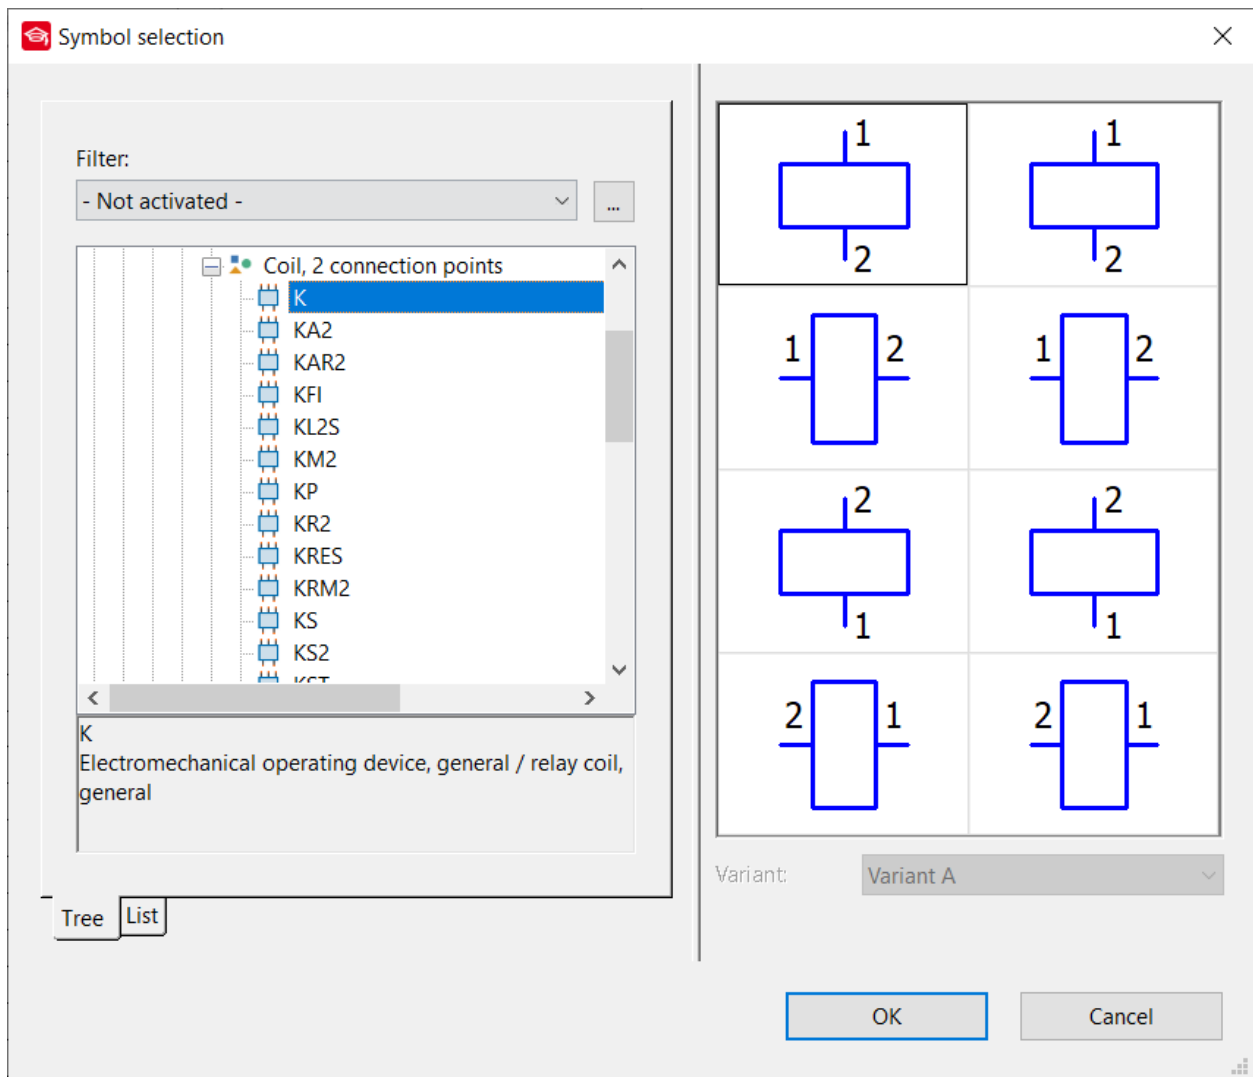 Symbol selection
Filter:
- Not activated -
...
Coil, 2 connection points
K
KA2
KAR2
KFI
KL2S
KM2
KP
KR2
KRES
KRM2
KS
KS2
KST
K
Electromechanical operating device, general / relay coil,
general
Tree
List
1 1
2 2
1 2 1 2
2 2
1 1
2 1 2 1
Variant:
Variant A
OK
Cancel